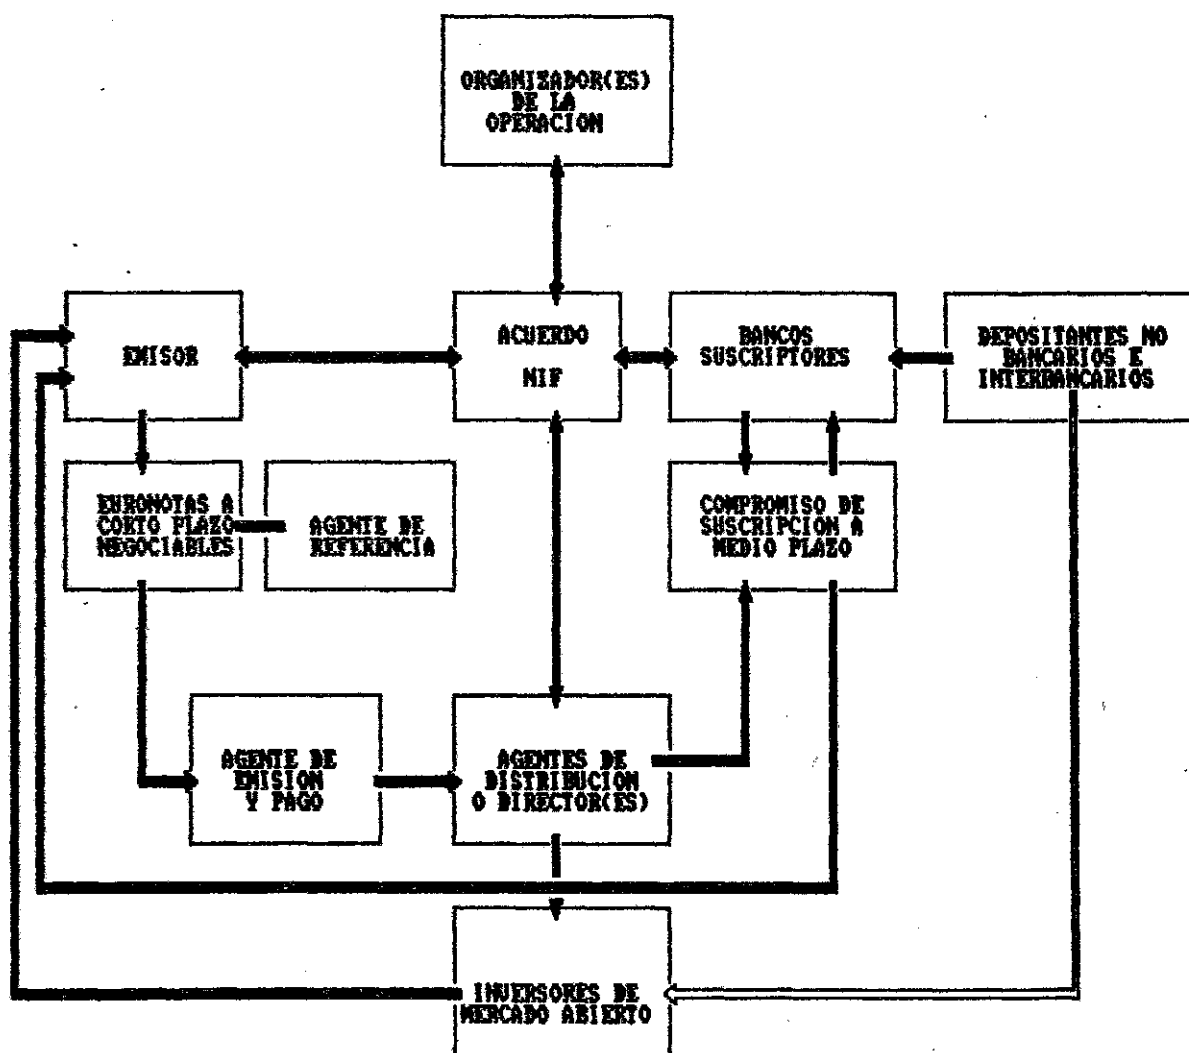 ORGANIZADOR(ES)
DE LA
OPERACION
EMISOR
ACUERDO
NIF
BANCOS
SUSCRIPTORES
DEPOSITANTES NO
BANCARIOS E
INTERBANCARIOS
EURONOTAS A
CORTO PLAZO
NEGOCIABLES
AGENTE DE
REFERENCIA
COMPROMISO DE
SUSCRIPCION A
MEDIO PLAZO
AGENTE DE
EMISION
Y PAGO
AGENTES DE
DISTRIBUCION
O DIRECTOR(ES)
INVERSORES DE
MERCADO ABIERTO